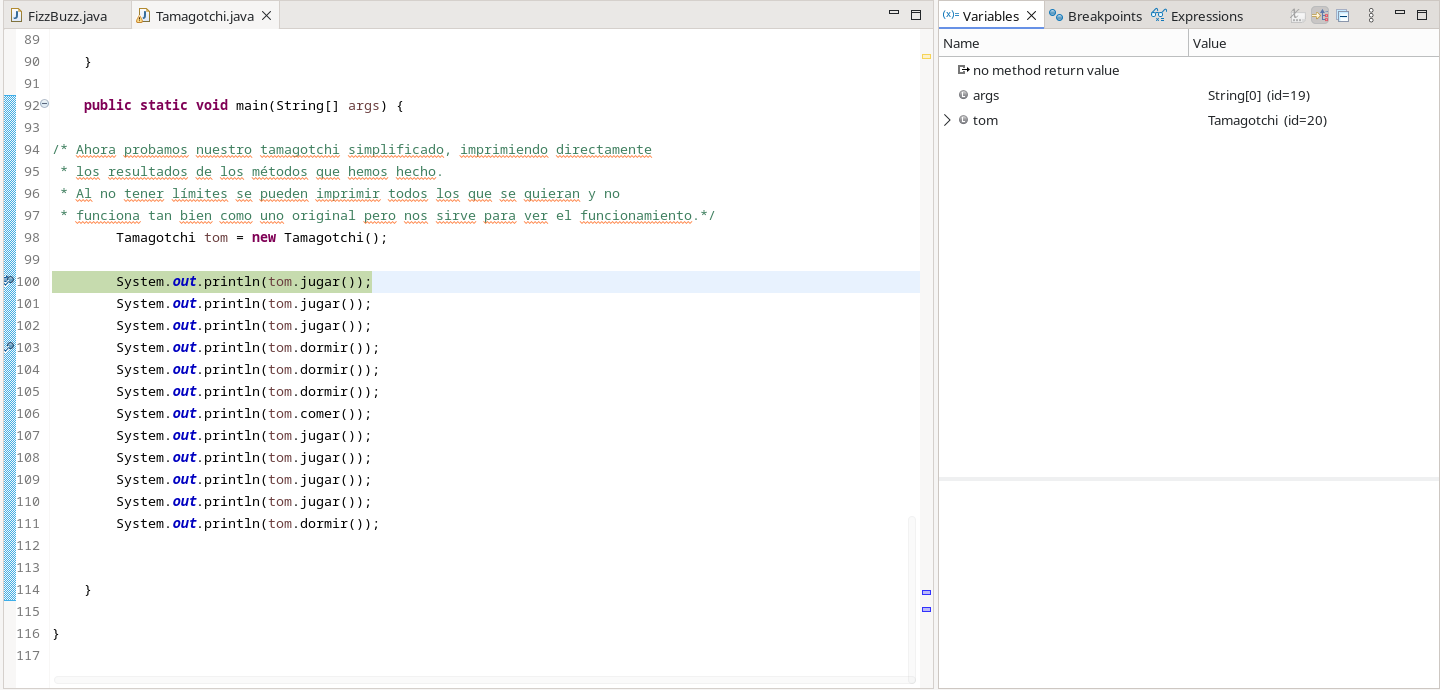 FizzBuzz.java
Tamagotchi.java
89
90 }
91
92 public static void main(String[] args) {
93
94 /* Ahora probamos nuestro tamagotchi simplificado, imprimiendo directamente
95 * los resultados de los métodos que hemos hecho.
96 * Al no tener límites se pueden imprimir todos los que se quieran y no
97 * funciona tan bien como uno original pero nos sirve para ver el funcionamiento.*/
98 Tamagotchi tom = new Tamagotchi();
99
100 System.out.println(tom.jugar());
101 System.out.println(tom.jugar());
102 System.out.println(tom.jugar());
103 System.out.println(tom.dormir());
104 System.out.println(tom.dormir());
105 System.out.println(tom.dormir());
106 System.out.println(tom.comer());
107 System.out.println(tom.jugar());
108 System.out.println(tom.jugar());
109 System.out.println(tom.jugar());
110 System.out.println(tom.jugar());
111 System.out.println(tom.dormir());
112
113
114 }
115
116 }
117
(x)= Variables Breakpoints Expressions
Name Value
no method return value
args String[0] (id=19)
tom Tamagotchi (id=20)